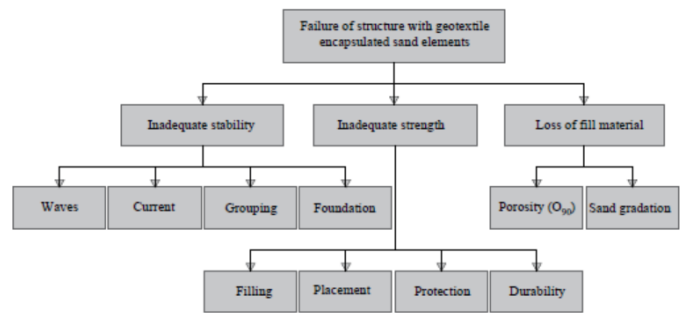 Failure of structure with geotextile
encapsulated sand elements
Inadequate stability
Inadequate strength
Loss of fill material
Waves
Current
Grouping
Foundation
Porosity (O₉₀)
Sand gradation
Filling
Placement
Protection
Durability